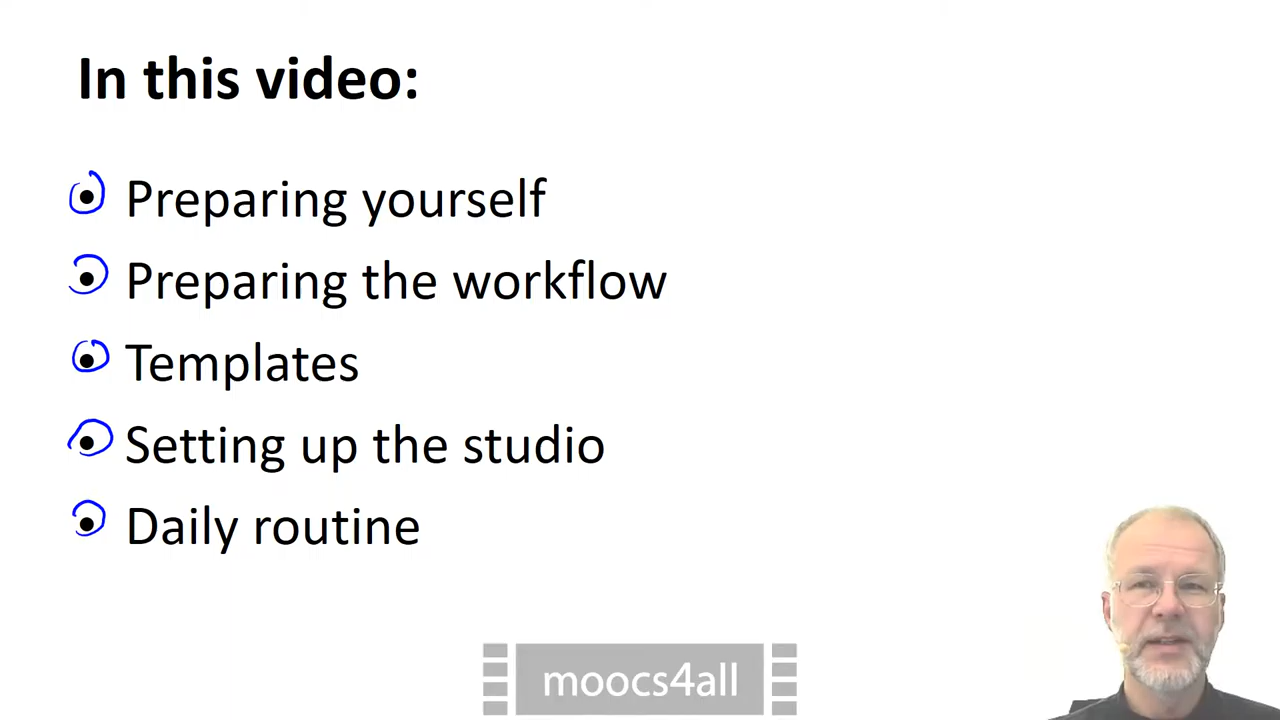 In this video:
• Preparing yourself
• Preparing the workflow
• Templates
• Setting up the studio
• Daily routine
moocs4all